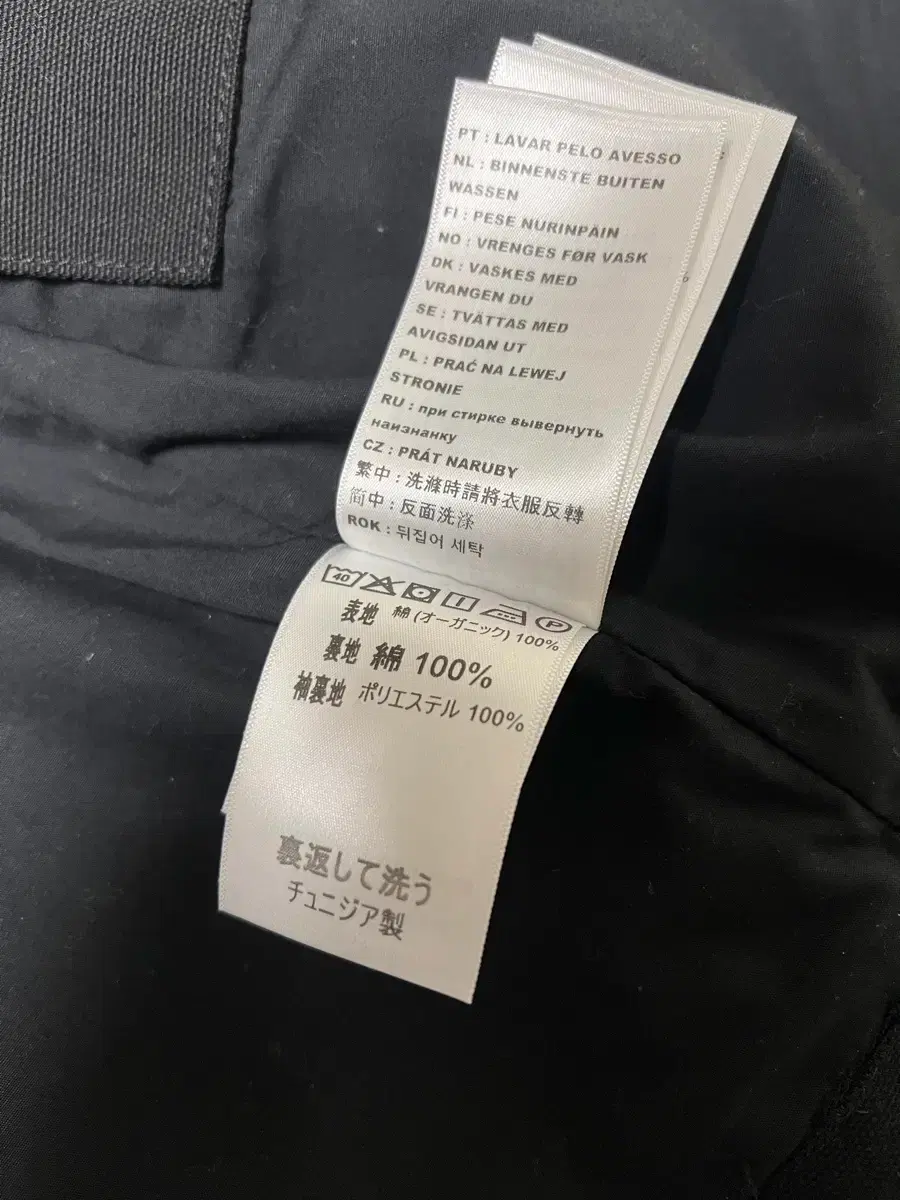 PT : LAVAR PELO AVESSO
NL : BINNENSTE BUITEN
WASSEN
FI : PESE NURINPAIN
NO : VRENGES FØR VASK
DK : VASKES MED
VRANGEN DU
SE : TVÄTTAS MED
AVIGSIDAN UT
PL : PRAĆ NA LEWEJ
STRONIE
RU : при стирке вывернуть
наизнанку
CZ : PRÁT NARUBY
繁中 : 洗滌時請將衣服反轉
简中 : 反面洗涤
ROK : 뒤집어 세탁
40 P
表地 綿 (オーガニック) 100%
裏地 綿 100%
袖裏地 ポリエステル 100%
裏返して洗う
チュニジア製